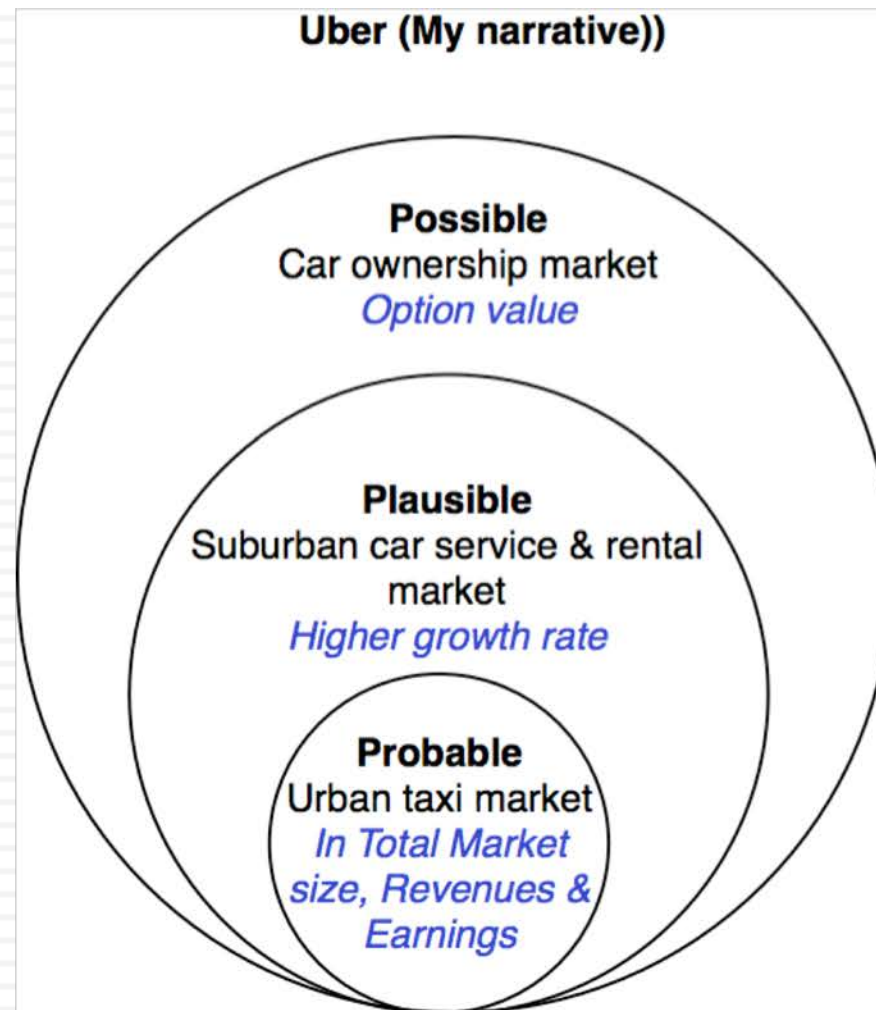 Uber (My narrative))
Possible
Car ownership market
Option value
Plausible
Suburban car service & rental
market
Higher growth rate
Probable
Urban taxi market
In Total Market
size, Revenues &
Earnings